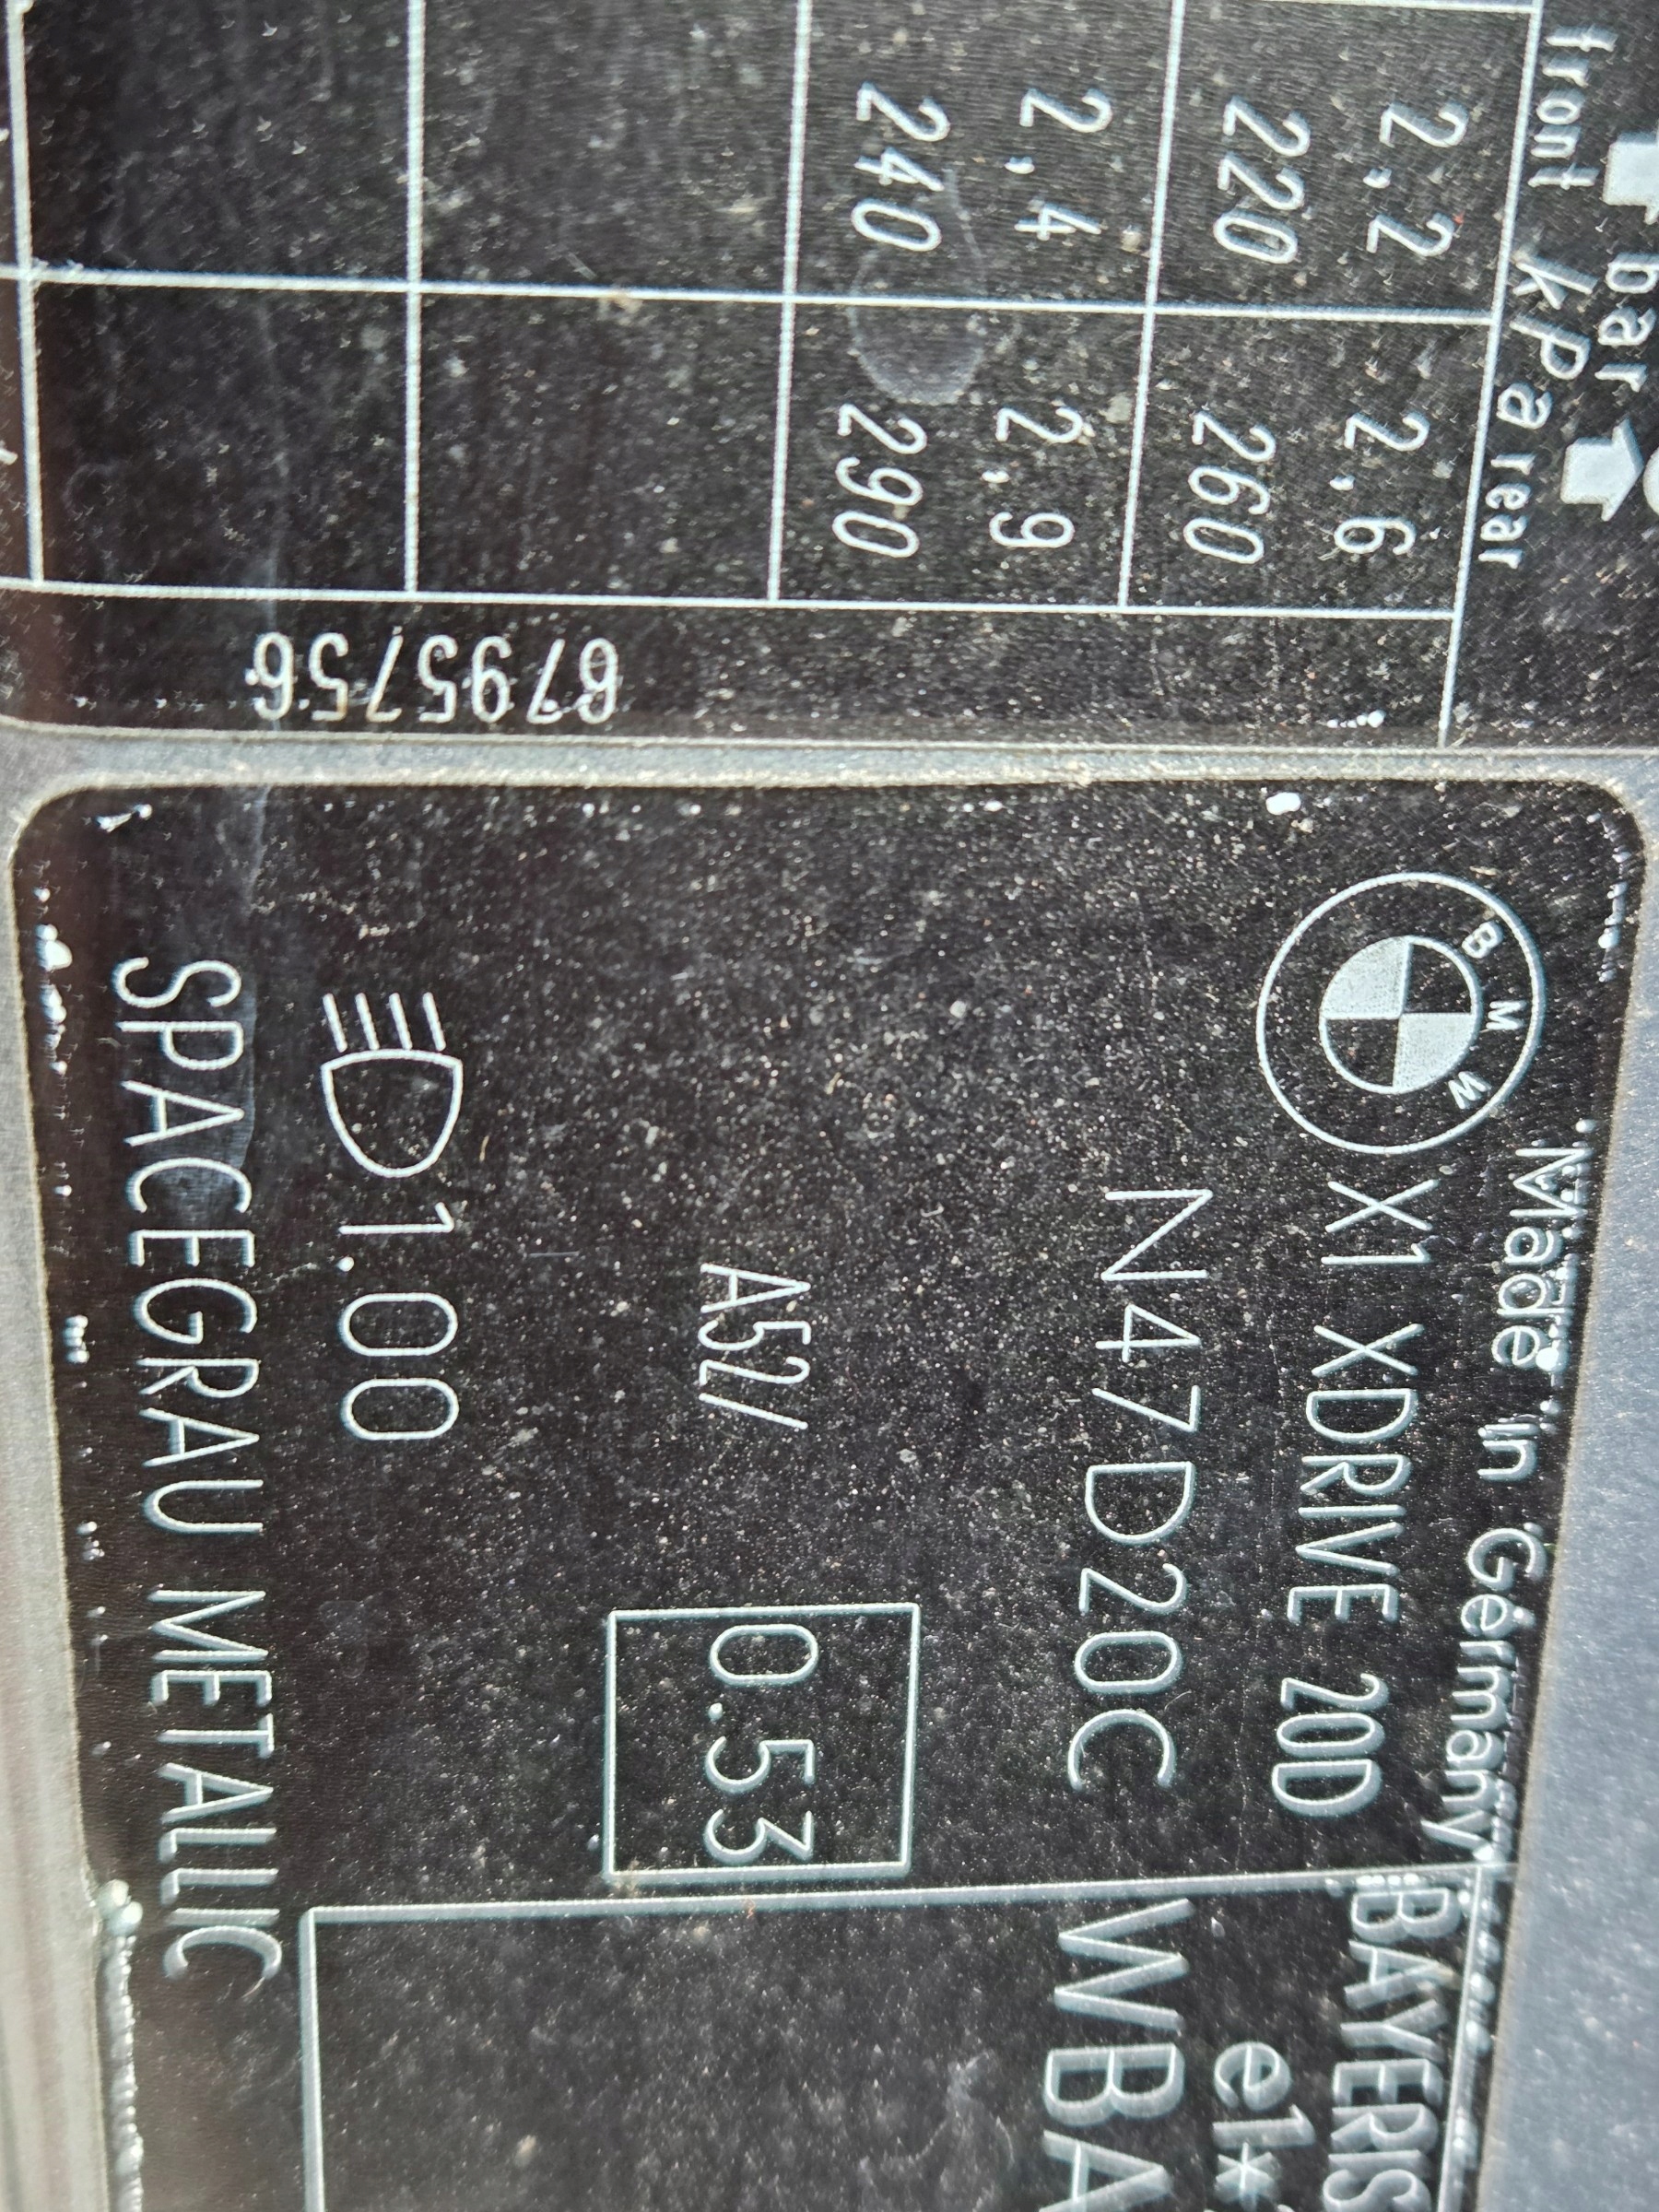 bar
front kPa rear
2,2 2,6
220 260
2,4 2,9
240 290
6795756
Made in Germany
BMW X1 XDRIVE 20D
N47D20C
A52/
0.53
1.00
SPACEGRAU METALLIC
BAYERIS
e1*
WBA